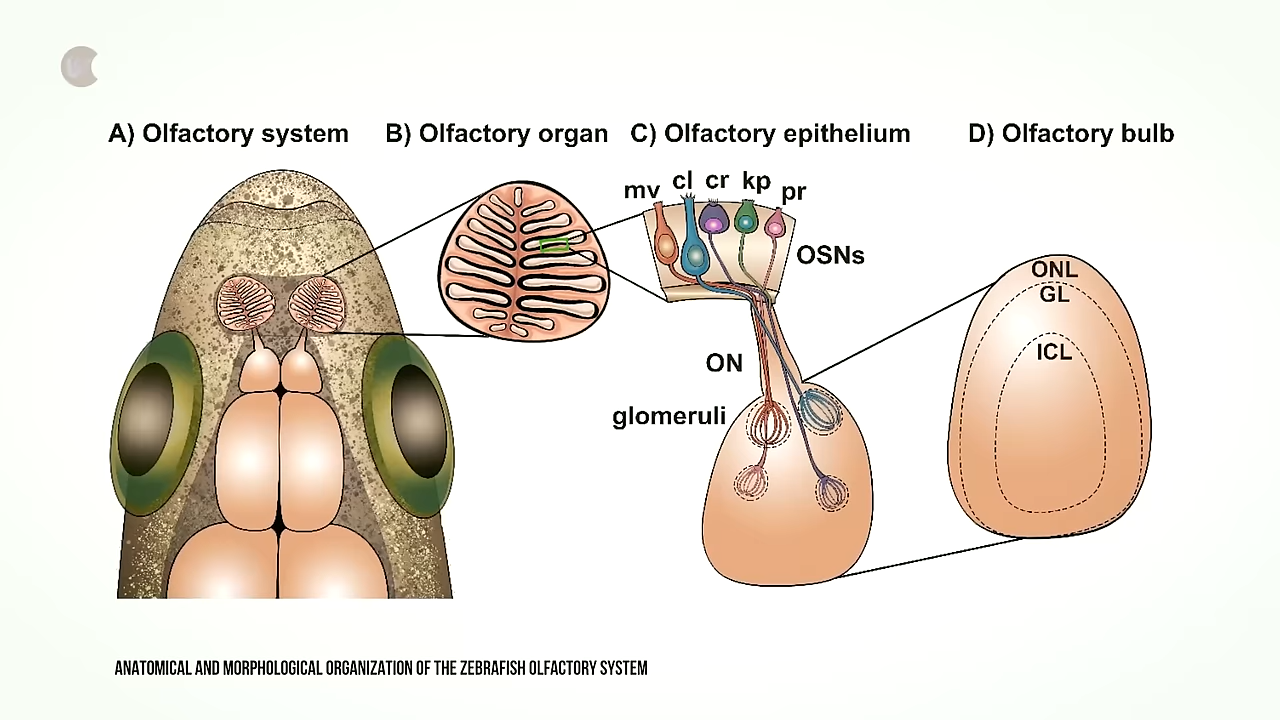 A) Olfactory system
B) Olfactory organ
C) Olfactory epithelium
D) Olfactory bulb
mv
cl
cr
kp
pr
OSNs
ON
glomeruli
ONL
GL
ICL
ANATOMICAL AND MORPHOLOGICAL ORGANIZATION OF THE ZEBRAFISH OLFACTORY SYSTEM